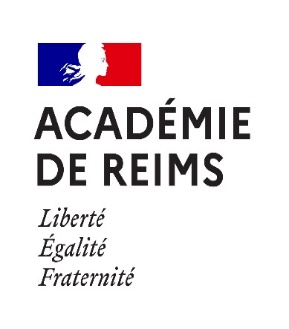 ACADÉMIE
DE REIMS
Liberté
Égalité
Fraternité